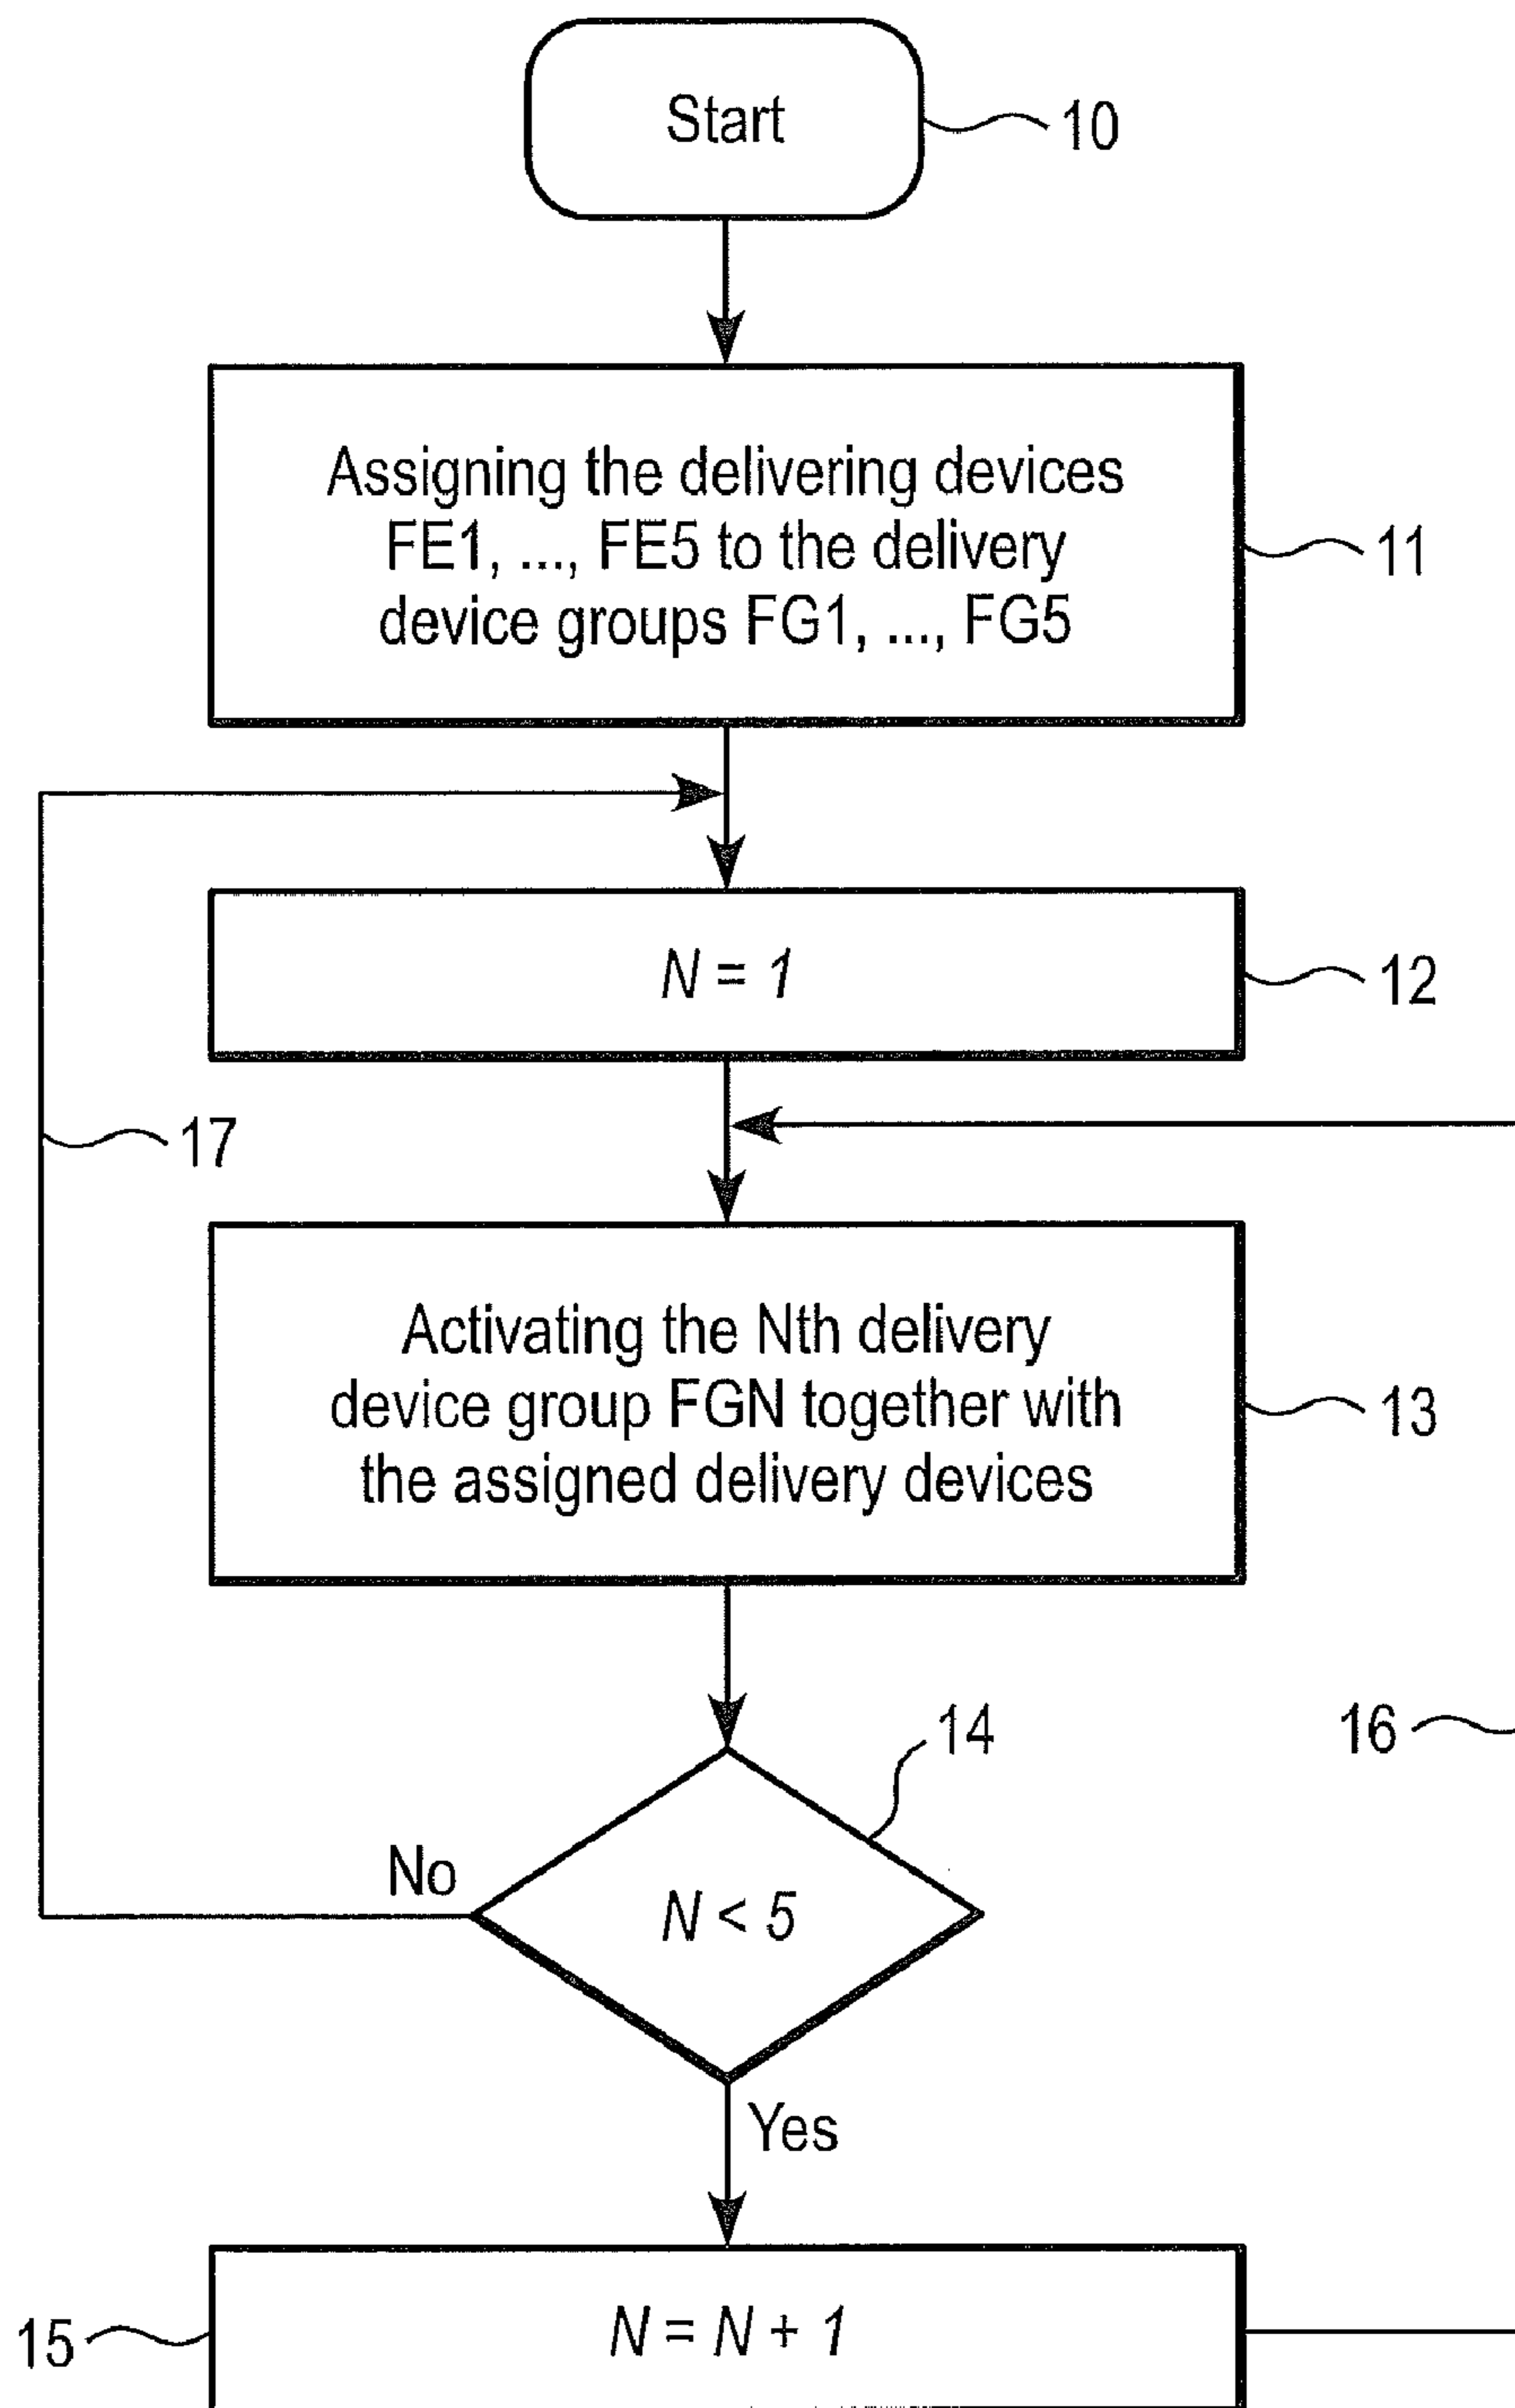 Start
10
Assigning the delivering devices
FE1, ..., FE5 to the delivery
device groups FG1, ..., FG5
11
N = 1
12
17
Activating the Nth delivery
device group FGN together with
the assigned delivery devices
13
14
16
No
N < 5
Yes
15
N = N + 1